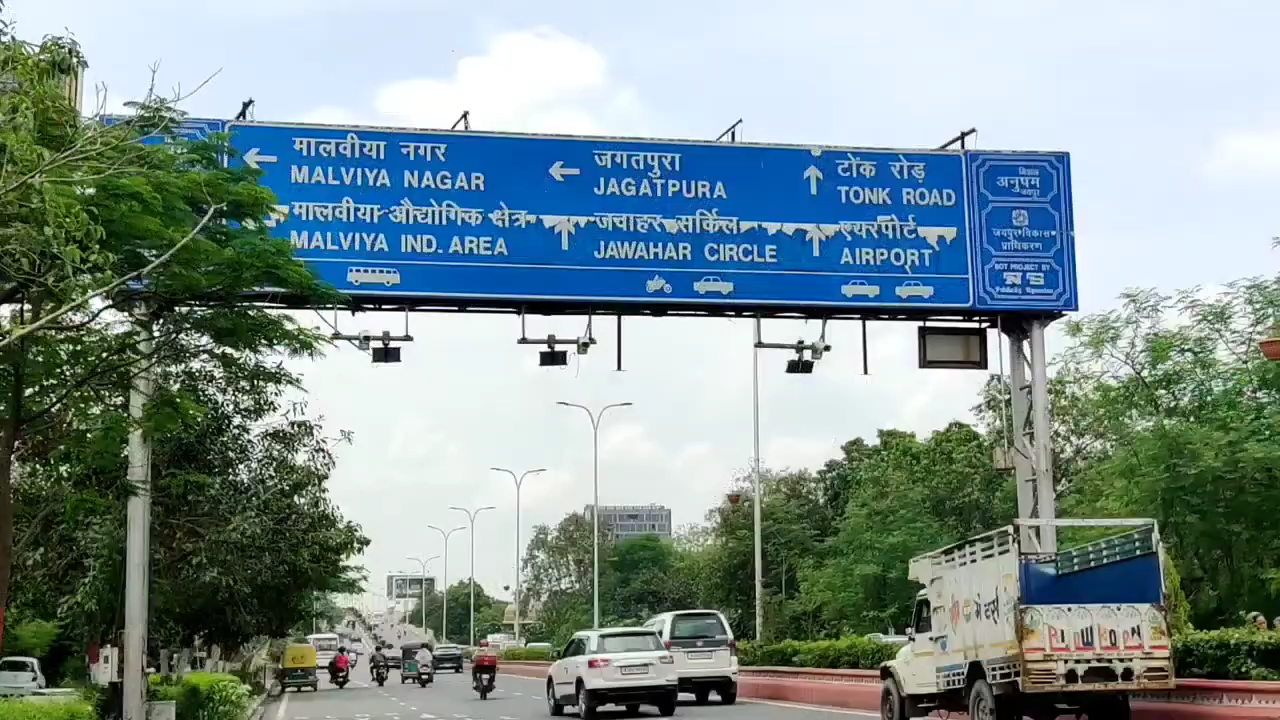 मालवीया नगर
MALVIYA NAGAR
मालवीया औद्योगिक क्षेत्र
MALVIYA IND. AREA
जगतपुरा
JAGATPURA
जवाहर सर्किल
JAWAHAR CIRCLE
टोंक रोड़
TONK ROAD
एयरपोर्ट
AIRPORT
अनुपम
जयपुर
जयपुर विकास
प्राधिकरण
BOT PROJECT BY